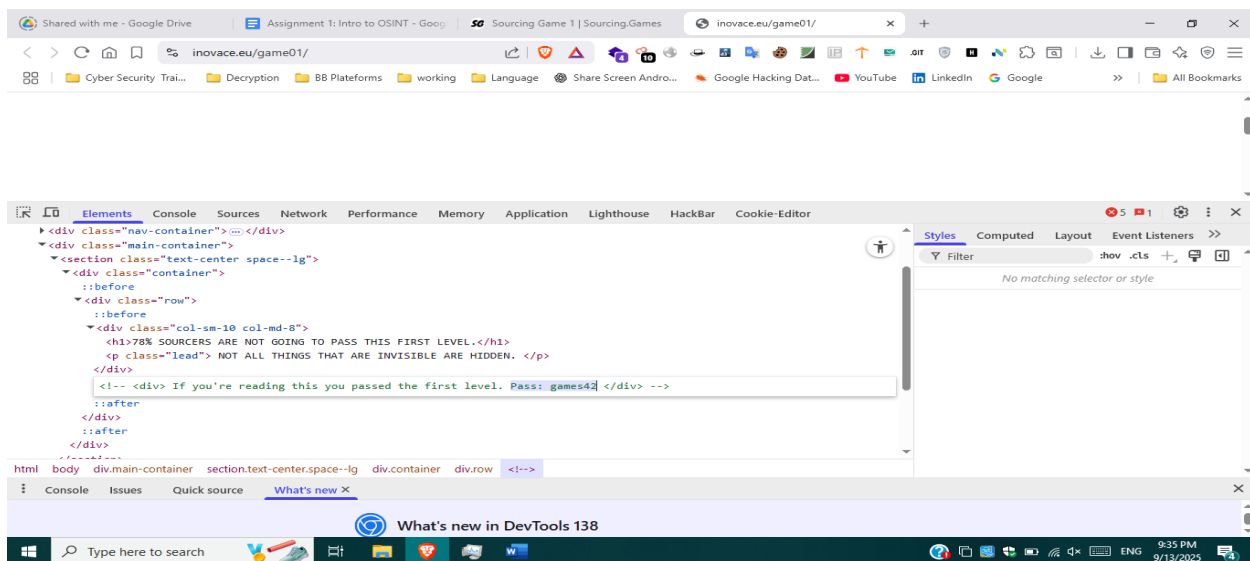 Shared with me - Google Drive
Assignment 1: Intro to OSINT - Goog
SG Sourcing Game 1 | Sourcing.Games
inovace.eu/game01/
inovace.eu/game01/
4 10 IP .GIT H
Cyber Security Trai... Decryption BB Plateforms working Language Share Screen Andro... Google Hacking Dat... YouTube LinkedIn Google >> All Bookmarks
Elements Console Sources Network Performance Memory Application Lighthouse HackBar Cookie-Editor 5 1
<div class="nav-container">…</div>
<div class="main-container">
<section class="text-center space--lg">
<div class="container">
::before
<div class="row">
::before
<div class="col-sm-10 col-md-8">
<h1>78% SOURCERS ARE NOT GOING TO PASS THIS FIRST LEVEL.</h1>
<p class="lead"> NOT ALL THINGS THAT ARE INVISIBLE ARE HIDDEN. </p>
</div>
<!-- <div> If you're reading this you passed the first level. Pass: games42 </div> -->
::after
</div>
::after
</div>
</section>
Styles Computed Layout Event Listeners >>
Filter :hov .cls
No matching selector or style
html body div.main-container section.text-center.space--lg div.container div.row <!-->
Console Issues Quick source What's new
What's new in DevTools 138
Type here to search
ENG 9:35 PM
9/13/2025
4